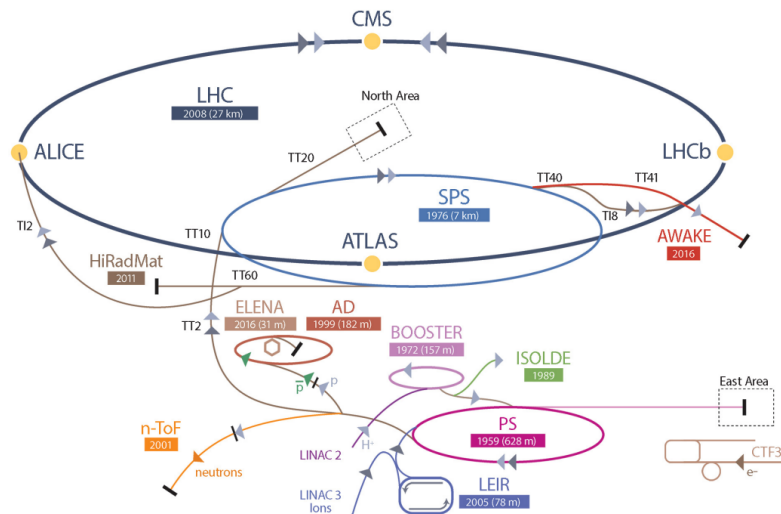 CMS
LHC
2008 (27 km)
North Area
ALICE
TT20
LHCb
TT40
TT41
SPS
1976 (7 km)
TI8
TI2
TT10
ATLAS
AWAKE
2016
HiRadMat
2011
TT60
ELENA
2016 (31 m)
AD
1999 (182 m)
TT2
BOOSTER
1972 (157 m)
ISOLDE
1989
p̅
p
East Area
n-ToF
2001
PS
1959 (628 m)
H⁺
neutrons
LINAC 2
CTF3
e⁻
LEIR
2005 (78 m)
LINAC 3
Ions